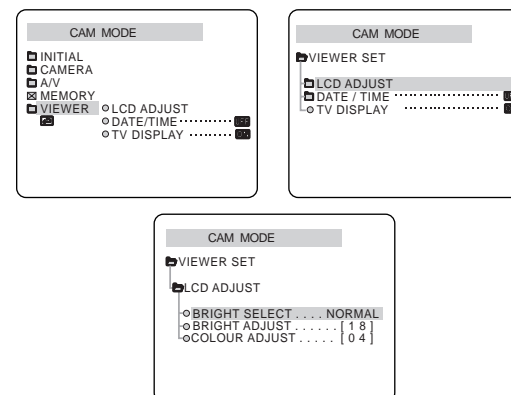 CAM MODE
INITIAL
CAMERA
A/V
MEMORY
VIEWER LCD ADJUST
DATE/TIME ·········
TV DISPLAY ········
CAM MODE
VIEWER SET
LCD ADJUST
DATE / TIME ······················
TV DISPLAY ····················
CAM MODE
VIEWER SET
LCD ADJUST
BRIGHT SELECT . . . . NORMAL
BRIGHT ADJUST . . . . . . [ 1 8 ]
COLOUR ADJUST . . . . . [ 0 4 ]